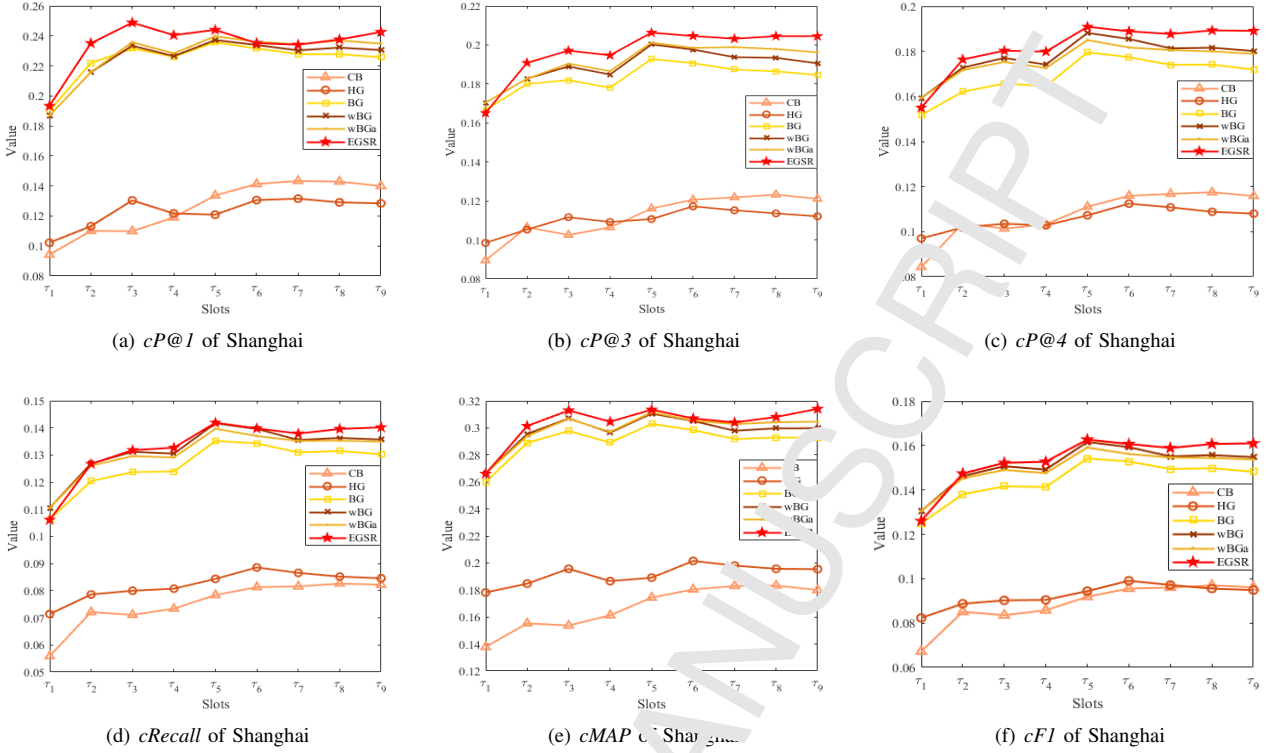 0.26
0.24
0.22
0.2
0.18
0.16
0.14
0.12
0.1
0.08
Value
CB
HG
BG
wBG
wBGa
EGSR
τ1 τ2 τ3 τ4 τ5 τ6 τ7 τ8 τ9
Slots
(a) cP@1 of Shanghai
0.22
0.2
0.18
0.16
0.14
0.12
0.1
0.08
Value
CB
HG
BG
wBG
wBGa
EGSR
τ1 τ2 τ3 τ4 τ5 τ6 τ7 τ8 τ9
Slots
(b) cP@3 of Shanghai
0.2
0.18
0.16
0.14
0.12
0.1
0.08
Value
CB
HG
BG
wBG
wBGa
EGSR
τ1 τ2 τ3 τ4 τ5 τ6 τ7 τ8 τ9
Slots
(c) cP@4 of Shanghai
0.15
0.14
0.13
0.12
0.11
0.1
0.09
0.08
0.07
0.06
0.05
Value
CB
HG
BG
wBG
wBGa
EGSR
τ1 τ2 τ3 τ4 τ5 τ6 τ7 τ8 τ9
Slots
(d) cRecall of Shanghai
0.32
0.3
0.28
0.26
0.24
0.22
0.2
0.18
0.16
0.14
0.12
Value
wBG
wBGa
τ1 τ2 τ3 τ4 τ5 τ6 τ7 τ8 τ9
Slots
(e) cMAP of Shanghai
0.18
0.16
0.14
0.12
0.1
0.08
0.06
Value
CB
HG
BG
wBG
wBGa
EGSR
τ1 τ2 τ3 τ4 τ5 τ6 τ7 τ8 τ9
Slots
(f) cF1 of Shanghai
ANUSCRIPT